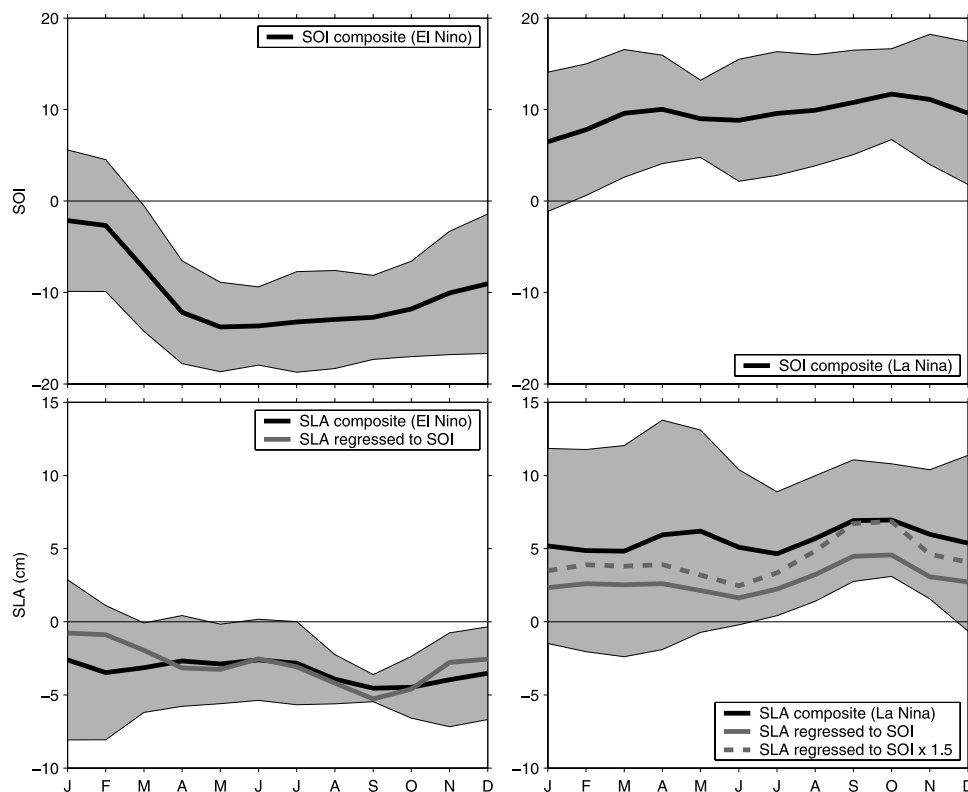 20
10
0
−10
−20
SOI
SOI composite (El Nino)
20
10
0
−10
−20
SOI composite (La Nina)
15
10
5
0
−5
−10
SLA (cm)
SLA composite (El Nino)
SLA regressed to SOI
J F M A M J J A S O N D
15
10
5
0
−5
−10
SLA composite (La Nina)
SLA regressed to SOI
SLA regressed to SOI x 1.5
J F M A M J J A S O N D